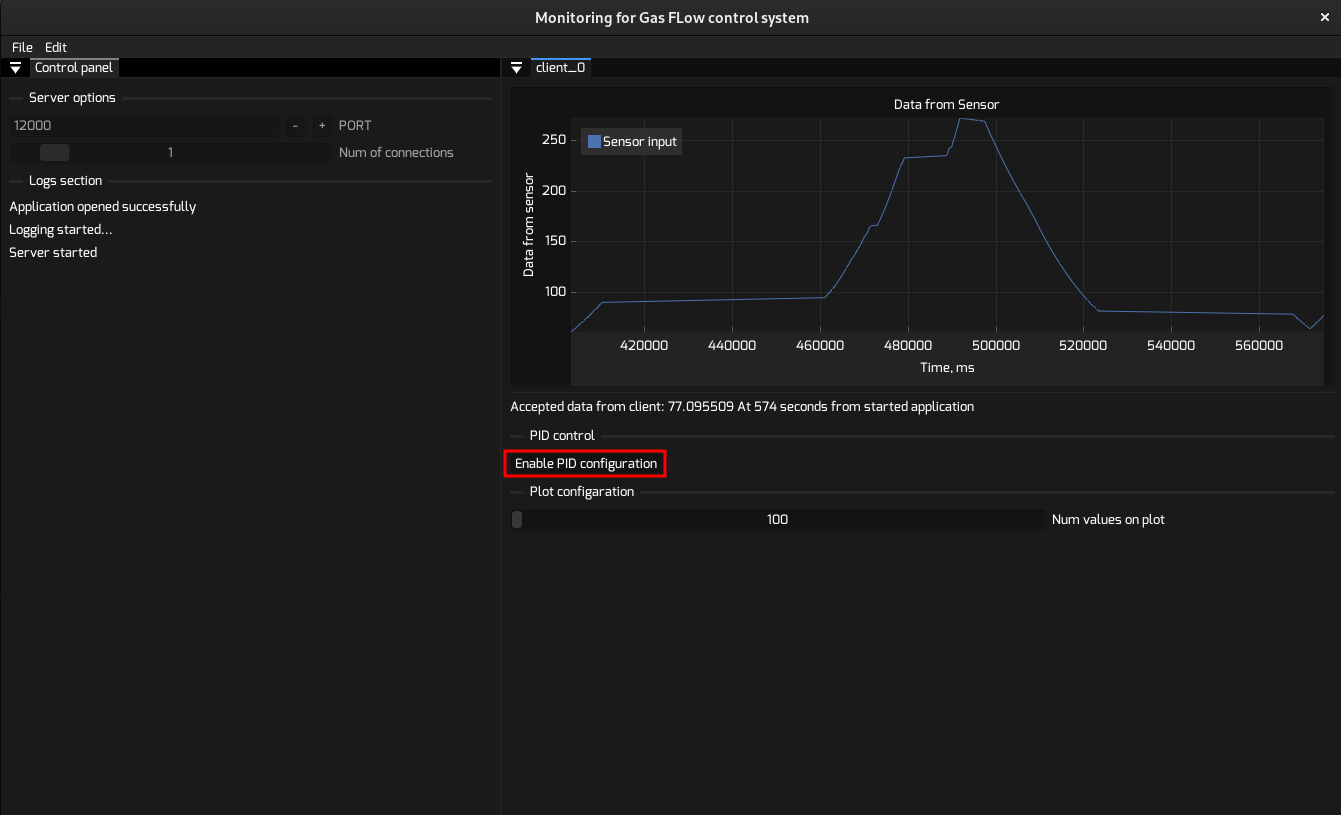 Monitoring for Gas FLow control system
File Edit
Control panel
Server options
12000 - + PORT
1 Num of connections
Logs section
Application opened successfully
Logging started...
Server started
client_0
Data from Sensor
Sensor input
Data from sensor
250
200
150
100
420000 440000 460000 480000 500000 520000 540000 560000
Time, ms
Accepted data from client: 77.095509 At 574 seconds from started application
PID control
Enable PID configuration
Plot configaration
100 Num values on plot